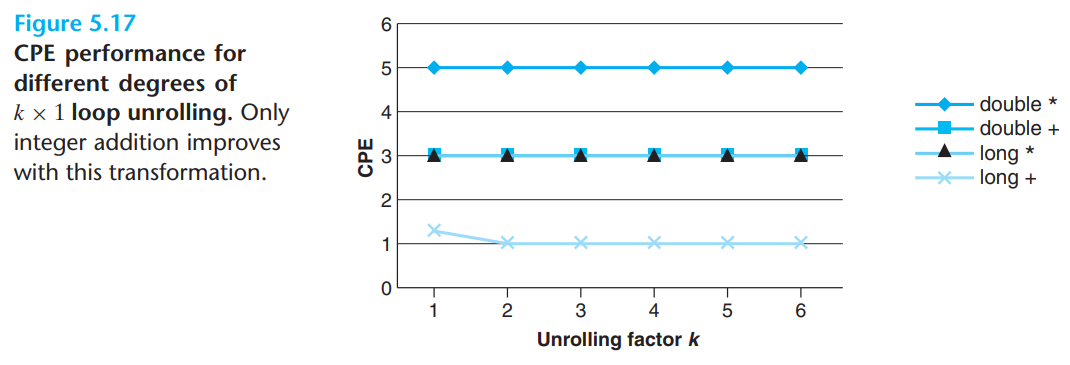 Figure 5.17
CPE performance for
different degrees of
k × 1 loop unrolling. Only
integer addition improves
with this transformation.
CPE
6
5
4
3
2
1
0
1 2 3 4 5 6
Unrolling factor k
double *
double +
long *
long +